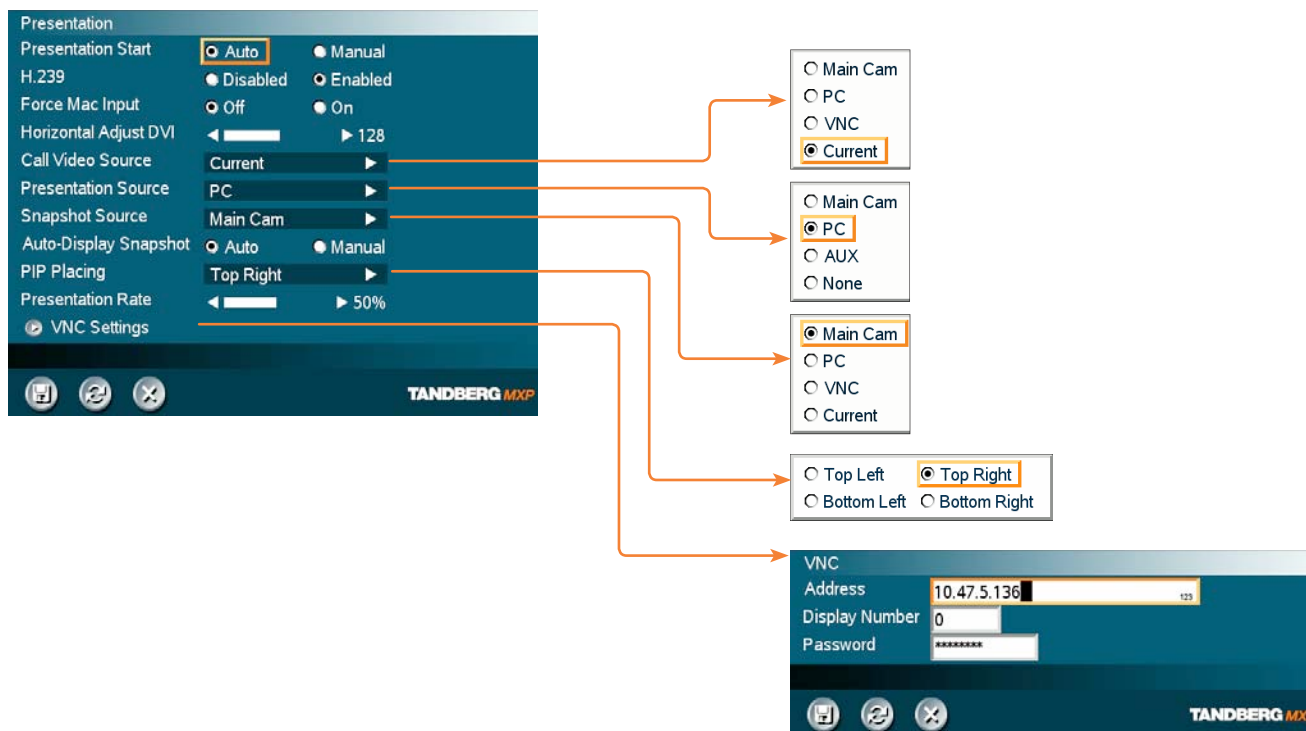 Presentation
Presentation Start Auto Manual
H.239 Disabled Enabled
Force Mac Input Off On
Horizontal Adjust DVI 128
Call Video Source Current
Presentation Source PC
Snapshot Source Main Cam
Auto-Display Snapshot Auto Manual
PIP Placing Top Right
Presentation Rate 50%
VNC Settings
TANDBERG MXP
Main Cam
PC
VNC
Current
Main Cam
PC
AUX
None
Main Cam
PC
VNC
Current
Top Left Top Right
Bottom Left Bottom Right
VNC
Address 10.47.5.136 123
Display Number 0
Password ********
TANDBERG MX